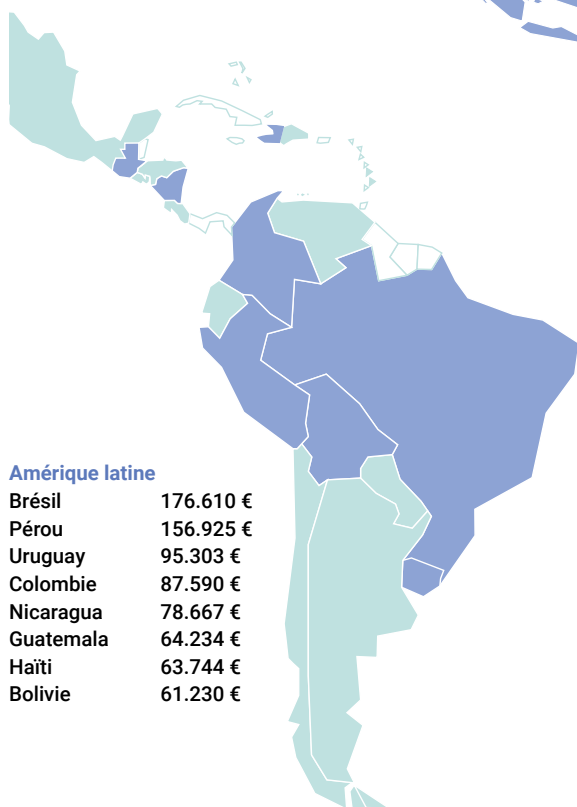 Amérique latine
Brésil 176.610 €
Pérou 156.925 €
Uruguay 95.303 €
Colombie 87.590 €
Nicaragua 78.667 €
Guatemala 64.234 €
Haïti 63.744 €
Bolivie 61.230 €